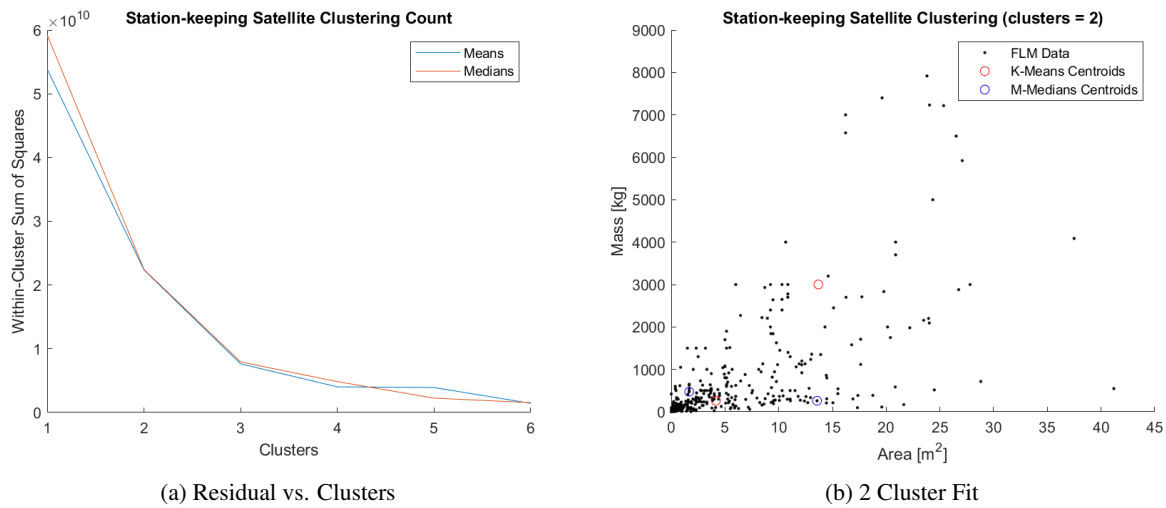 Station-keeping Satellite Clustering Count
×10^10
6
5
4
3
2
1
0
Within-Cluster Sum of Squares
1 2 3 4 5 6
Clusters
Means
Medians
(a) Residual vs. Clusters
Station-keeping Satellite Clustering (clusters = 2)
9000
8000
7000
6000
5000
4000
3000
2000
1000
0
Mass [kg]
0 5 10 15 20 25 30 35 40 45
Area [m²]
FLM Data
K-Means Centroids
M-Medians Centroids
(b) 2 Cluster Fit